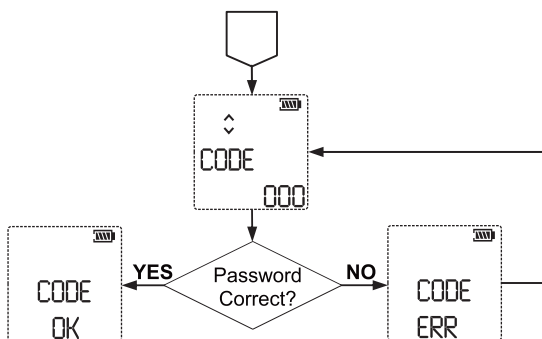 CODE
000
YES
Password
Correct?
NO
CODE
OK
CODE
ERR